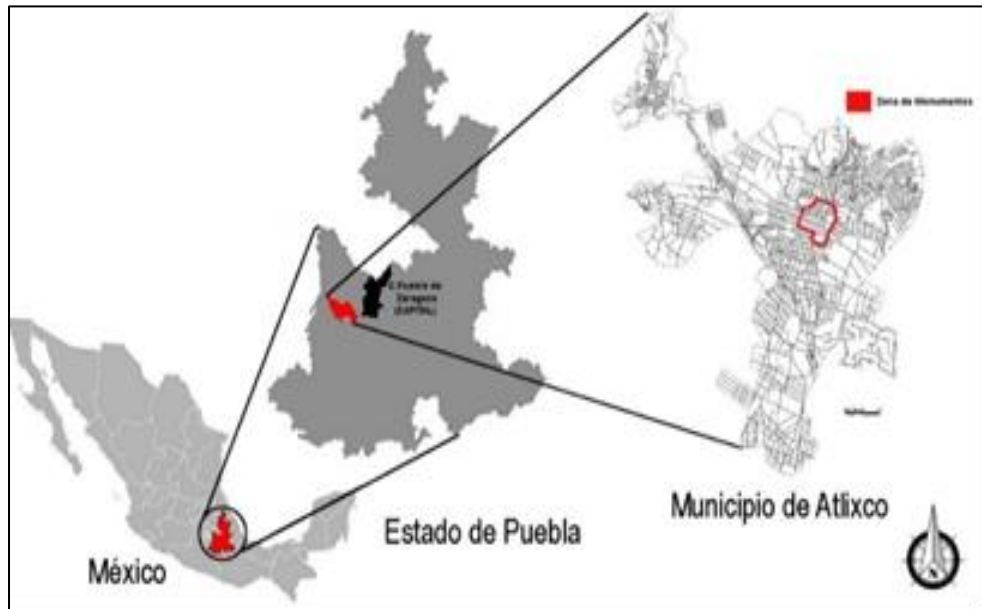 Zona de Monumentos
H. Puebla de
Zaragoza
(CAPITAL)
Municipio de Atlixco
Estado de Puebla
México
N